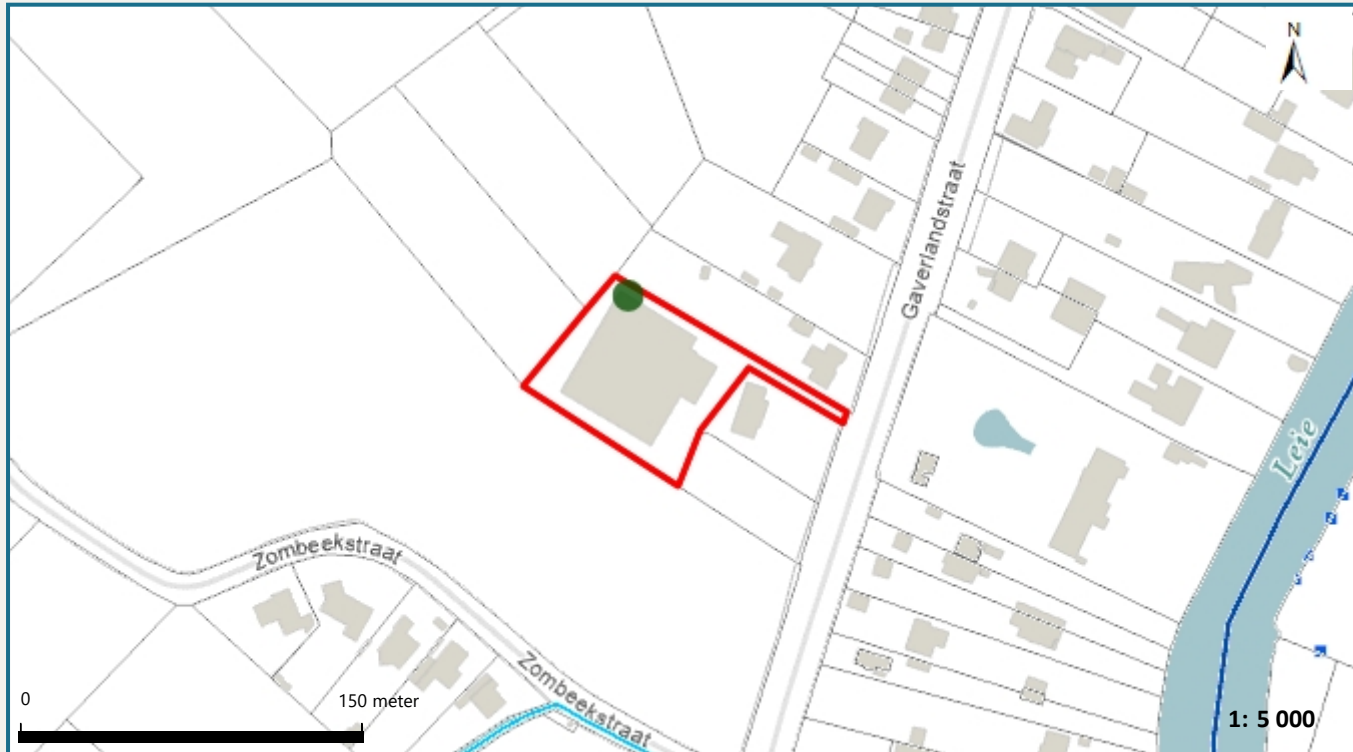 N
Gaverlandstraat
Leie
Zombeekstraat
Zombeekstraat
0
150 meter
1: 5 000